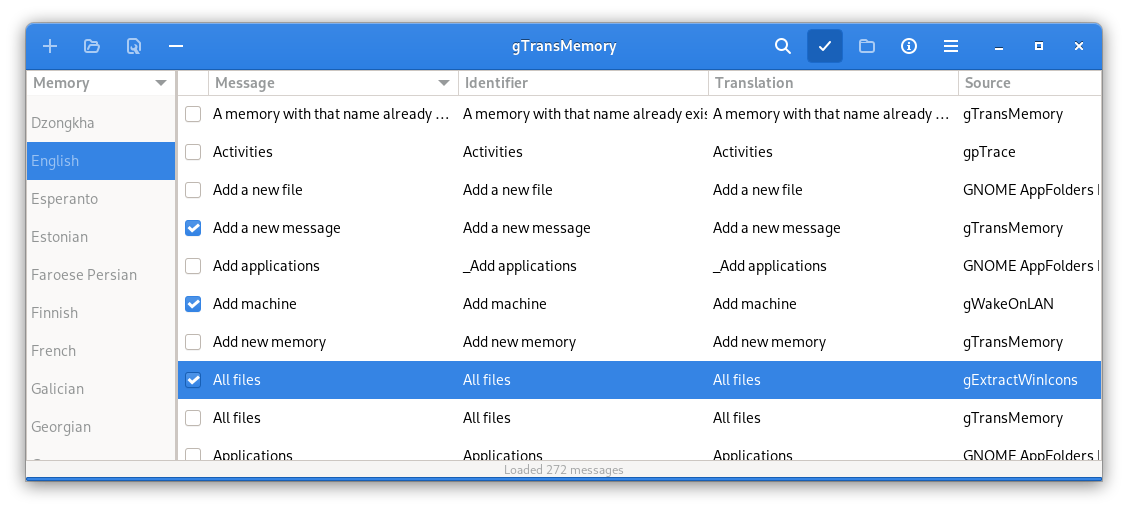 gTransMemory
Memory Message Identifier Translation Source
Dzongkha
English
Esperanto
Estonian
Faroese Persian
Finnish
French
Galician
Georgian
A memory with that name already ... A memory with that name already exis A memory with that name already ... gTransMemory
Activities Activities Activities gpTrace
Add a new file Add a new file Add a new file GNOME AppFolders
Add a new message Add a new message Add a new message gTransMemory
Add applications _Add applications _Add applications GNOME AppFolders
Add machine Add machine Add machine gWakeOnLAN
Add new memory Add new memory Add new memory gTransMemory
All files All files All files gExtractWinIcons
All files All files All files gTransMemory
Applications Applications Applications GNOME AppFolders
Loaded 272 messages